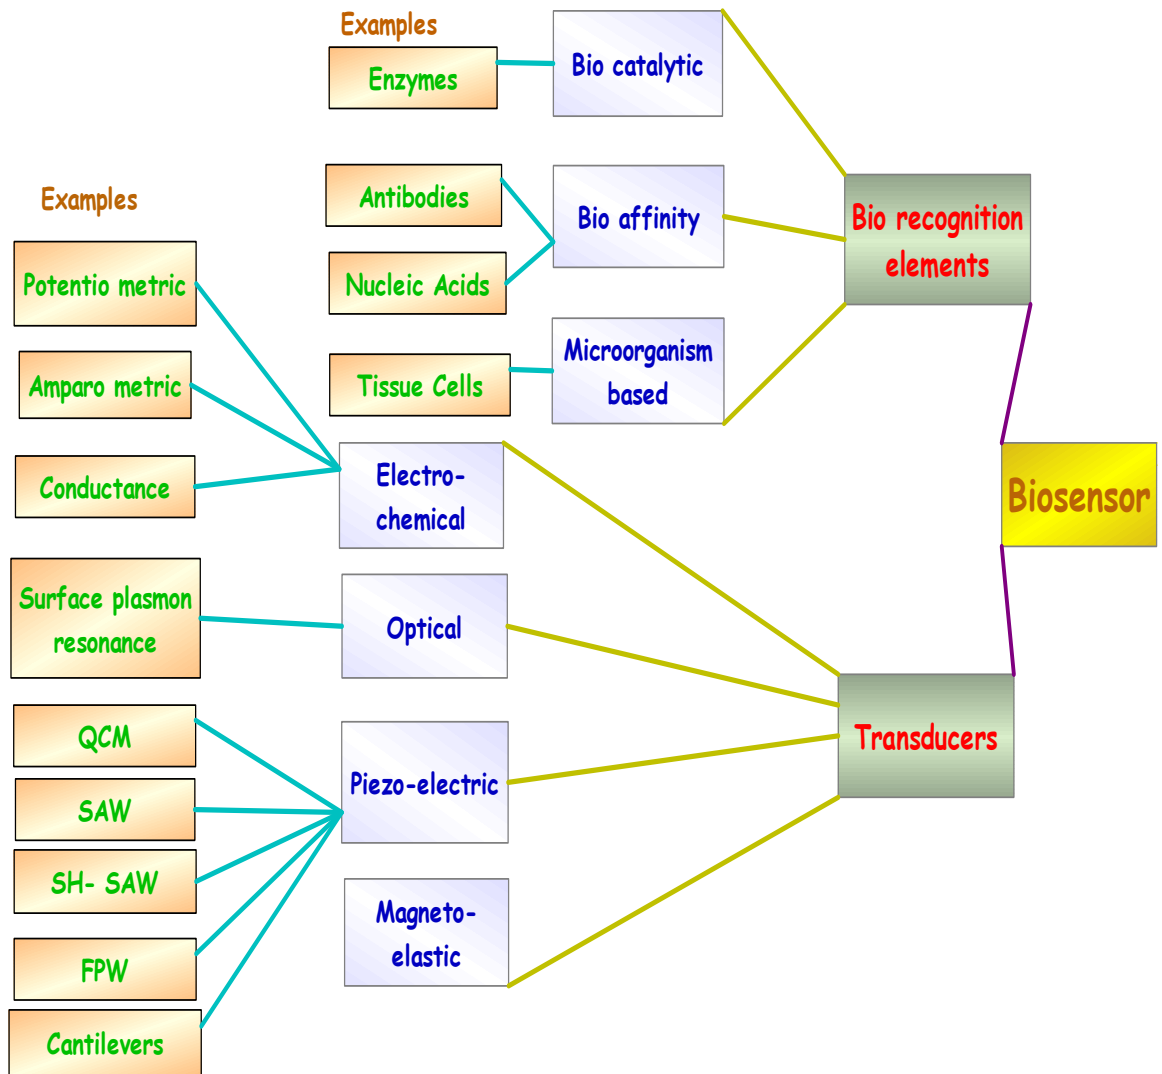 Examples
Enzymes
Bio catalytic
Antibodies
Bio affinity
Nucleic Acids
Tissue Cells
Microorganism
based
Bio recognition
elements
Examples
Potentio metric
Amparo metric
Conductance
Electro-
chemical
Surface plasmon
resonance
Optical
QCM
SAW
SH- SAW
FPW
Cantilevers
Piezo-electric
Magneto-
elastic
Transducers
Biosensor